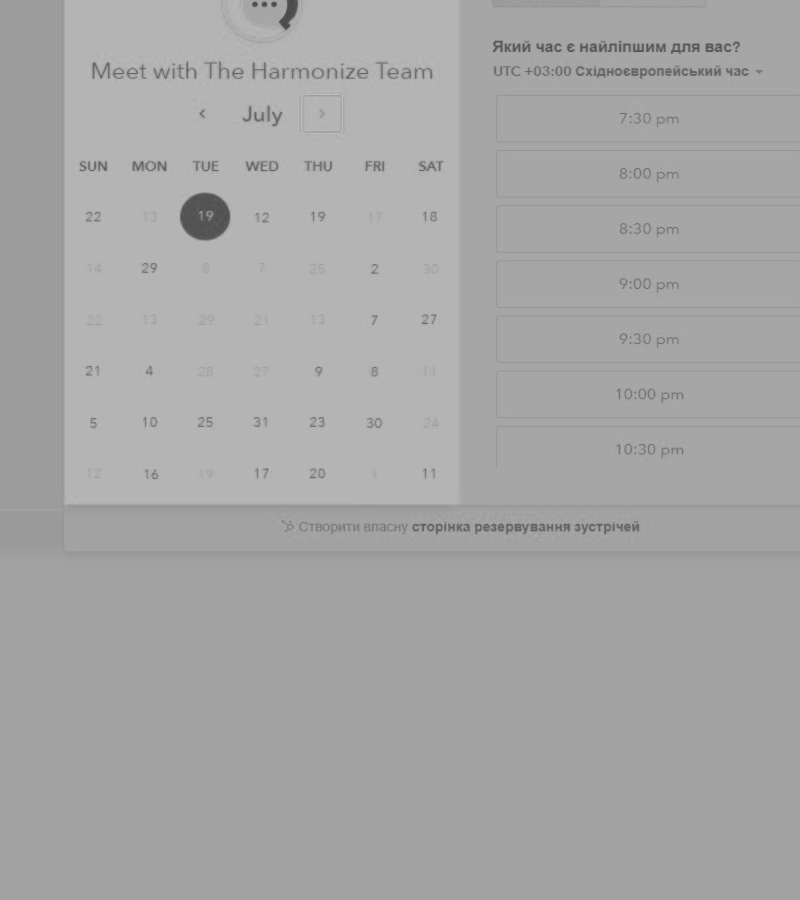 Meet with The Harmonize Team
July
SUN MON TUE WED THU FRI SAT
22 13 19 12 19 17 18
14 29 8 7 25 2 30
22 13 29 21 13 7 27
21 4 28 27 9 8 11
5 10 25 31 23 30 24
12 16 19 17 20 1 11
Який час є найліпшим для вас?
UTC +03:00 Східноєвропейський час
7:30 pm
8:00 pm
8:30 pm
9:00 pm
9:30 pm
10:00 pm
10:30 pm
Створити власну сторінка резервування зустрічей